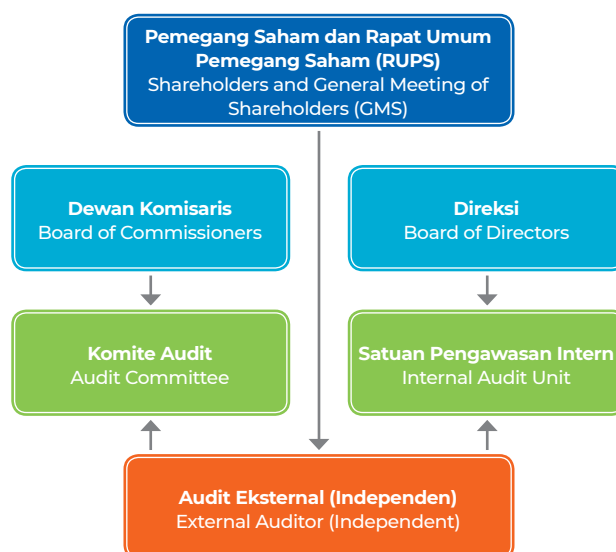 Pemegang Saham dan Rapat Umum
Pemegang Saham (RUPS)
Shareholders and General Meeting of
Shareholders (GMS)
Dewan Komisaris
Board of Commissioners
Direksi
Board of Directors
Komite Audit
Audit Committee
Satuan Pengawasan Intern
Internal Audit Unit
Audit Eksternal (Independen)
External Auditor (Independent)